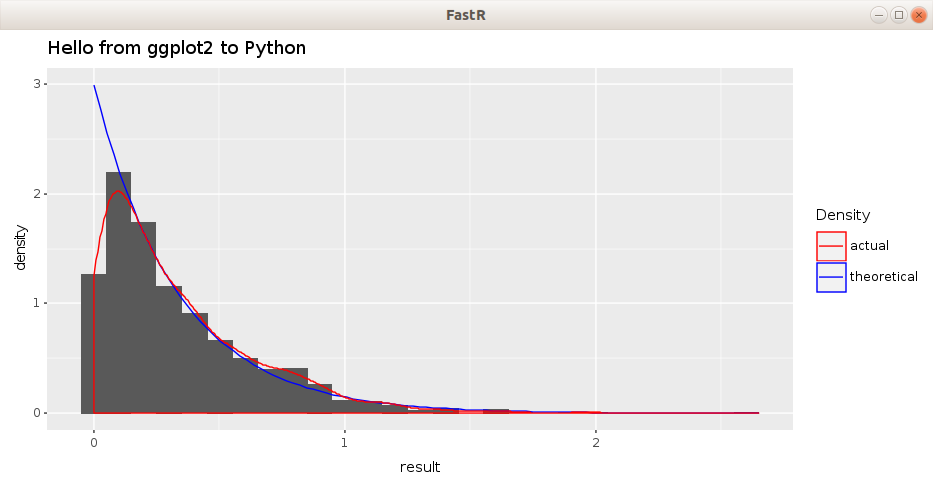 FastR
Hello from ggplot2 to Python
3
2
1
0
density
0 1 2
result
Density
actual
theoretical